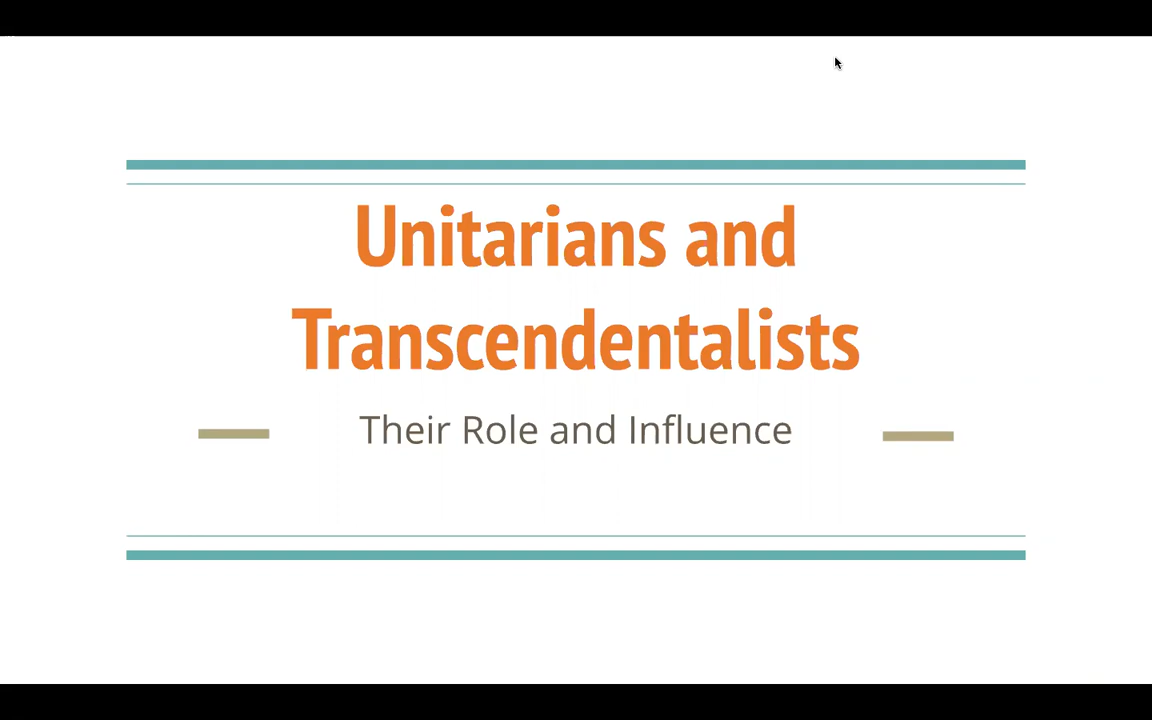 Unitarians and
Transcendentalists
Their Role and Influence